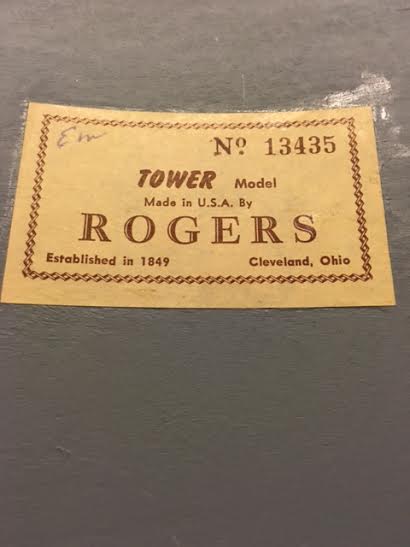 Em
Nº 13435
TOWER Model
Made in U.S.A. By
ROGERS
Established in 1849 Cleveland, Ohio